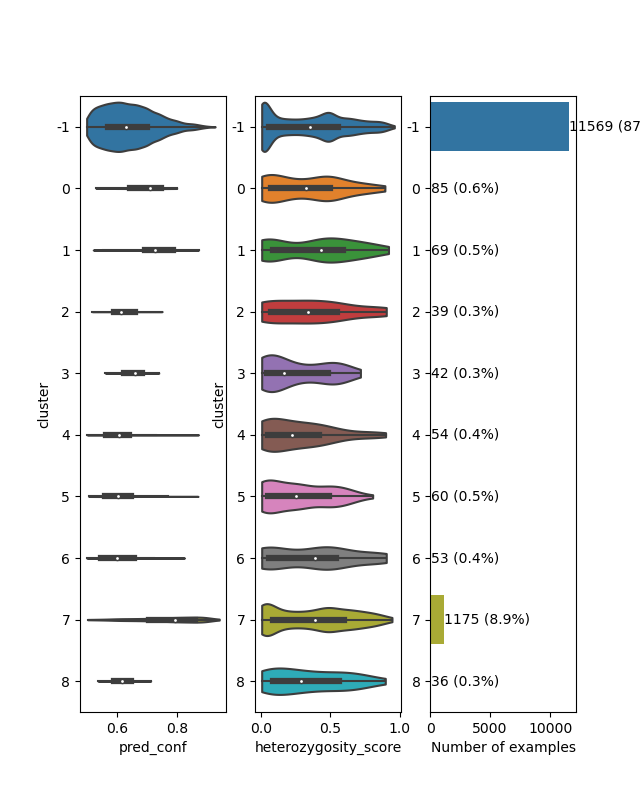 -1
0
1
2
3
4
5
6
7
8
cluster
0.6 0.8
pred_conf
-1
0
1
2
3
4
5
6
7
8
cluster
0.0 0.5 1.0
heterozygosity_score
-1 11569 (87
0 85 (0.6%)
1 69 (0.5%)
2 39 (0.3%)
3 42 (0.3%)
4 54 (0.4%)
5 60 (0.5%)
6 53 (0.4%)
7 1175 (8.9%)
8 36 (0.3%)
0 5000 10000
Number of examples